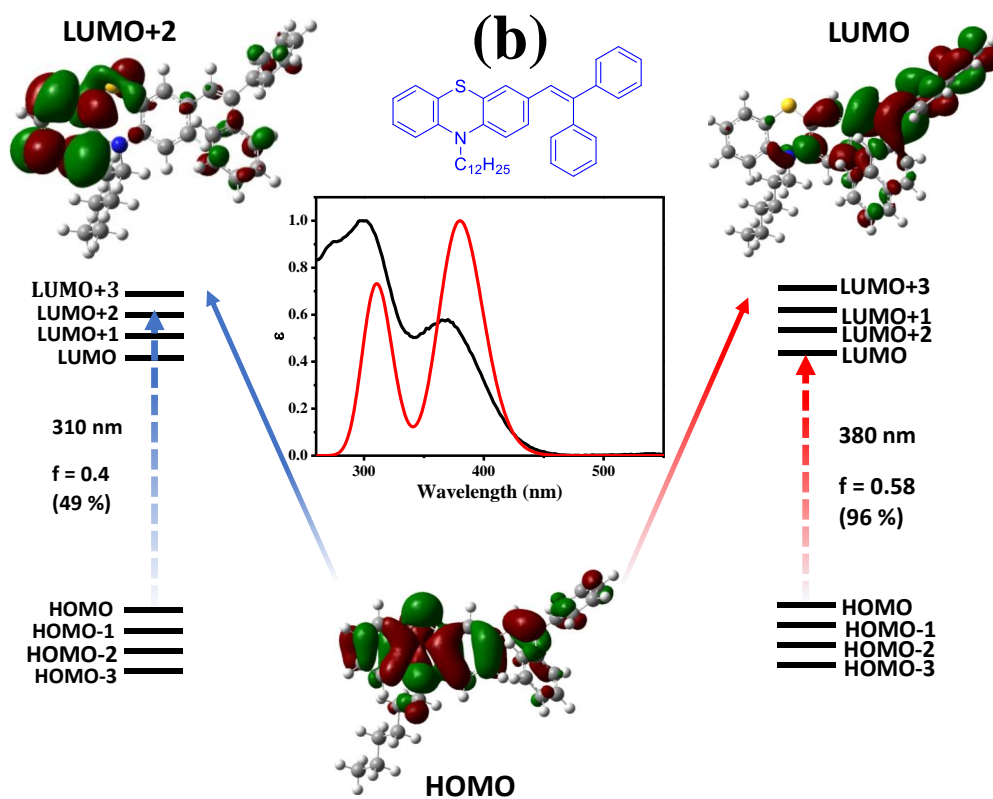 LUMO+2
(b)
LUMO
S
N
C12H25
LUMO+3
LUMO+2
LUMO+1
LUMO
310 nm
f = 0.4
(49 %)
HOMO
HOMO-1
HOMO-2
HOMO-3
1.0
0.8
0.6
0.4
0.2
0.0
ε
300 400 500
Wavelength (nm)
LUMO+3
LUMO+1
LUMO+2
LUMO
380 nm
f = 0.58
(96 %)
HOMO
HOMO-1
HOMO-2
HOMO-3
HOMO